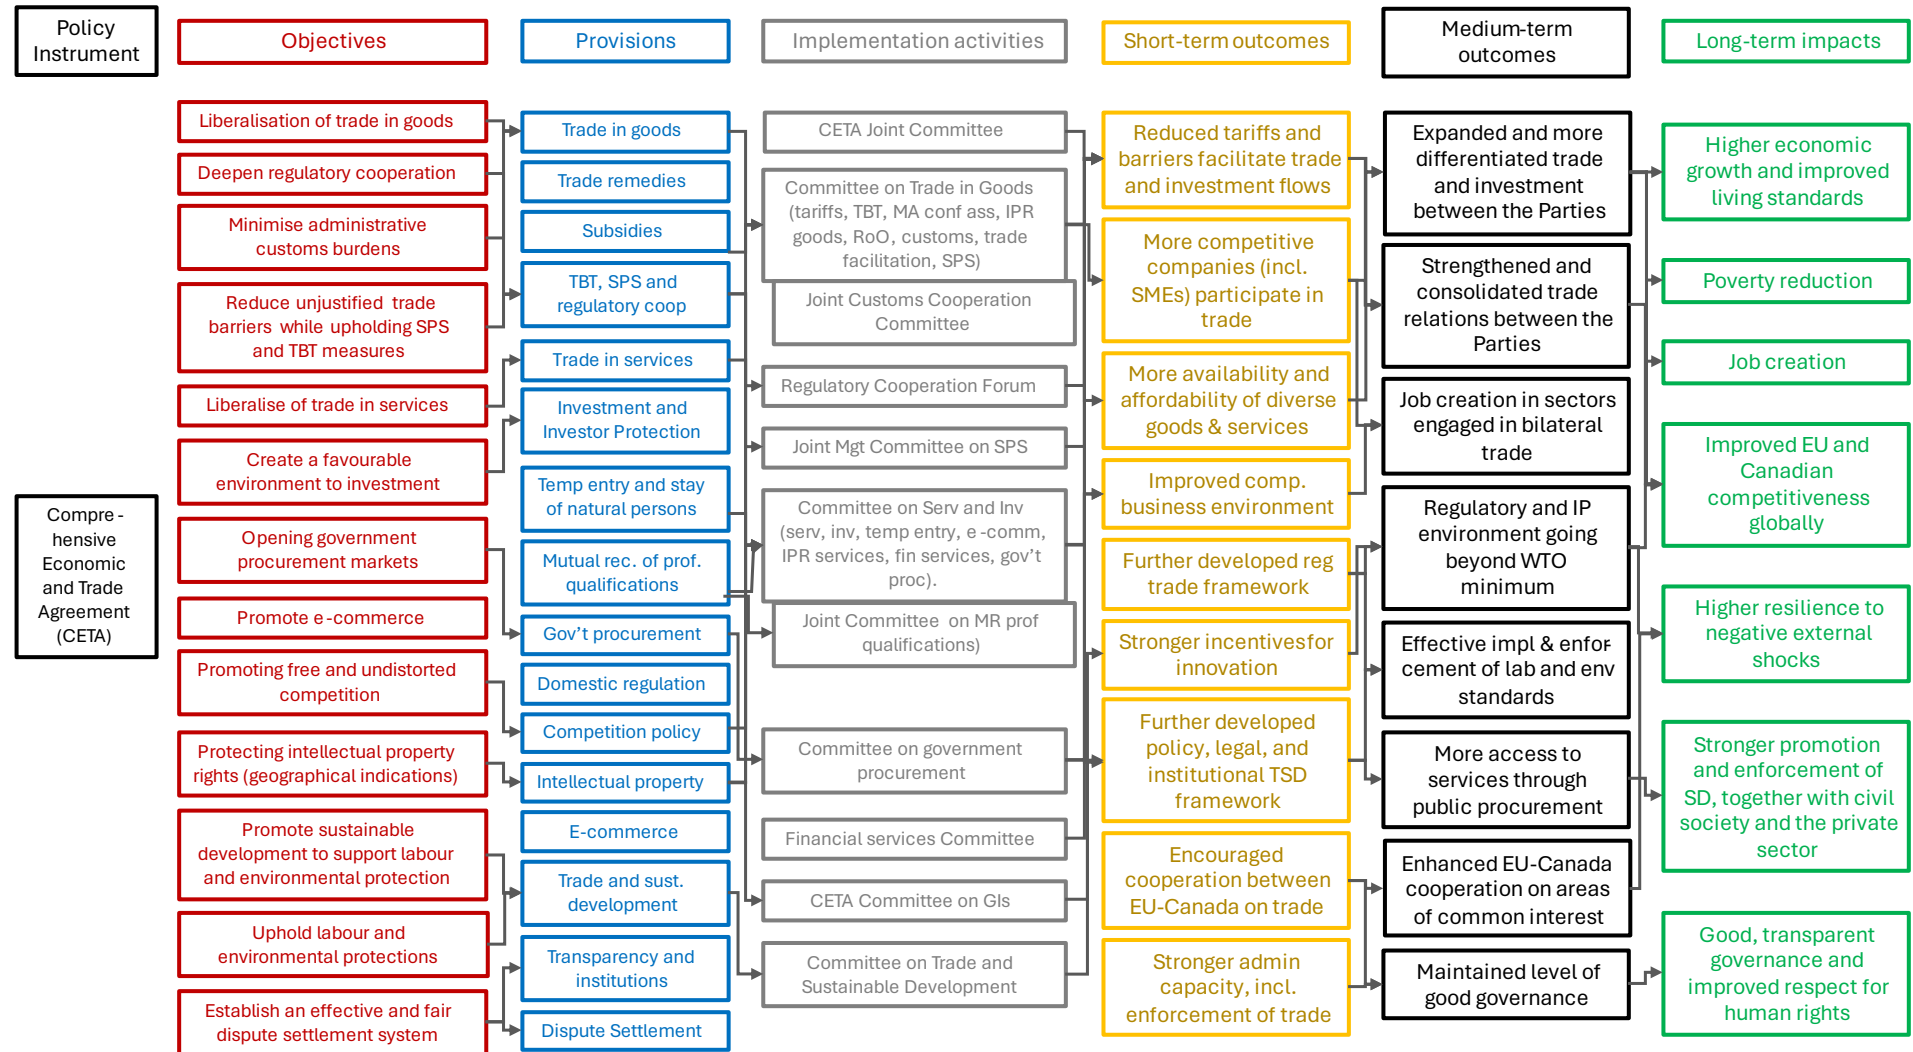 Policy
Instrument
Objectives
Provisions
Implementation activities
Short-term outcomes
Medium-term
outcomes
Long-term impacts
Compre-
hensive
Economic
and Trade
Agreement
(CETA)
Liberalisation of trade in goods
Deepen regulatory cooperation
Minimise administrative
customs burdens
Reduce unjustified trade
barriers while upholding SPS
and TBT measures
Liberalise of trade in services
Create a favourable
environment to investment
Opening government
procurement markets
Promote e-commerce
Promoting free and undistorted
competition
Protecting intellectual property
rights (geographical indications)
Promote sustainable
development to support labour
and environmental protection
Uphold labour and
environmental protections
Establish an effective and fair
dispute settlement system
Trade in goods
Trade remedies
Subsidies
TBT, SPS and
regulatory coop
Trade in services
Investment and
Investor Protection
Temp entry and stay
of natural persons
Mutual rec. of prof.
qualifications
Gov't procurement
Domestic regulation
Competition policy
Intellectual property
E-commerce
Trade and sust.
development
Transparency and
institutions
Dispute Settlement
CETA Joint Committee
Committee on Trade in Goods
(tariffs, TBT, MA conf ass, IPR
goods, RoO, customs, trade
facilitation, SPS)
Joint Customs Cooperation
Committee
Regulatory Cooperation Forum
Joint Mgt Committee on SPS
Committee on Serv and Inv
(serv, inv, temp entry, e-comm,
IPR services, fin services, gov't
proc).
Joint Committee on MR prof
qualifications)
Committee on government
procurement
Financial services Committee
CETA Committee on GIs
Committee on Trade and
Sustainable Development
Reduced tariffs and
barriers facilitate trade
and investment flows
More competitive
companies (incl.
SMEs) participate in
trade
More availability and
affordability of diverse
goods & services
Improved comp.
business environment
Further developed reg
trade framework
Stronger incentives for
innovation
Further developed
policy, legal, and
institutional TSD
framework
Encouraged
cooperation between
EU-Canada on trade
Stronger admin
capacity, incl.
enforcement of trade
Expanded and more
differentiated trade
and investment
between the Parties
Strengthened and
consolidated trade
relations between the
Parties
Job creation in sectors
engaged in bilateral
trade
Regulatory and IP
environment going
beyond WTO
minimum
Effective impl & enfor-
cement of lab and env
standards
More access to
services through
public procurement
Enhanced EU-Canada
cooperation on areas
of common interest
Maintained level of
good governance
Higher economic
growth and improved
living standards
Poverty reduction
Job creation
Improved EU and
Canadian
competitiveness
globally
Higher resilience to
negative external
shocks
Stronger promotion
and enforcement of
SD, together with civil
society and the private
sector
Good, transparent
governance and
improved respect for
human rights